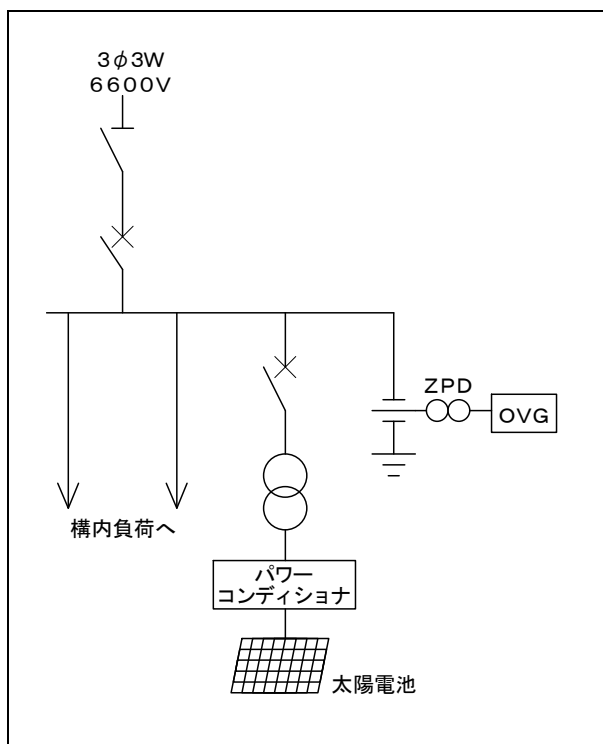 3φ3W
6600V
ZPD
OVG
構内負荷へ
パワー
コンディショナ
太陽電池